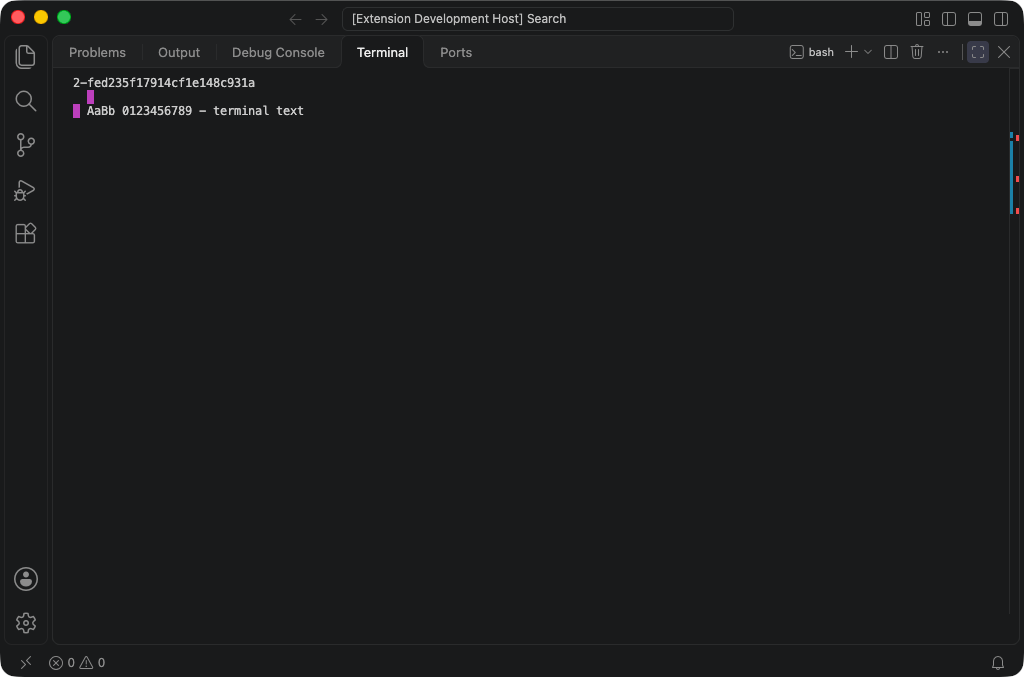 [Extension Development Host] Search
Problems
Output
Debug Console
Terminal
Ports
bash
2-fed235f17914cf1e148c931a
AaBb 0123456789 - terminal text
0
0